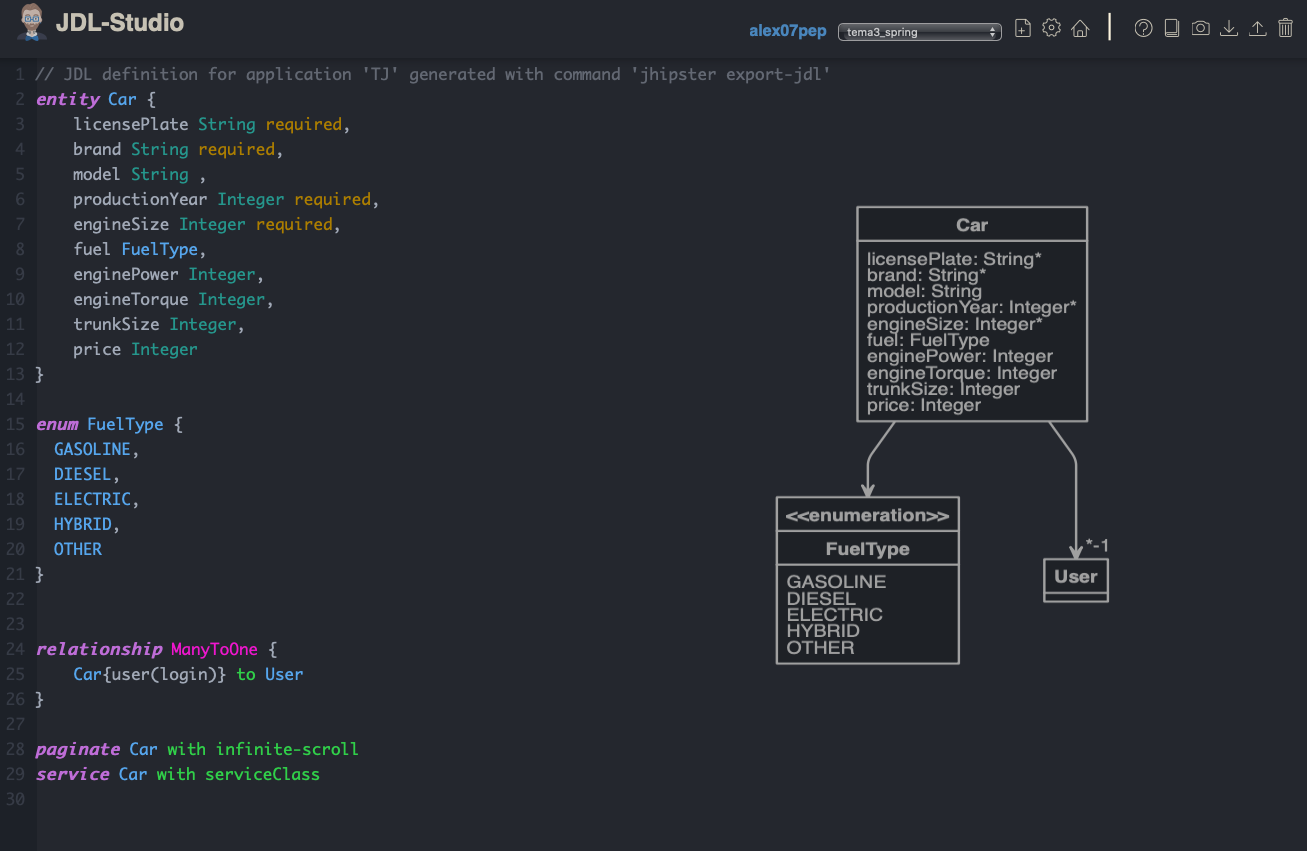 JDL-Studio
alex07pep
tema3_spring
1 // JDL definition for application 'TJ' generated with command 'jhipster export-jdl'
2 entity Car {
3 licensePlate String required,
4 brand String required,
5 model String ,
6 productionYear Integer required,
7 engineSize Integer required,
8 fuel FuelType,
9 enginePower Integer,
10 engineTorque Integer,
11 trunkSize Integer,
12 price Integer
13 }
14
15 enum FuelType {
16 GASOLINE,
17 DIESEL,
18 ELECTRIC,
19 HYBRID,
20 OTHER
21 }
22
23
24 relationship ManyToOne {
25 Car{user(login)} to User
26 }
27
28 paginate Car with infinite-scroll
29 service Car with serviceClass
30
Car
licensePlate: String*
brand: String*
model: String
productionYear: Integer*
engineSize: Integer*
fuel: FuelType
enginePower: Integer
engineTorque: Integer
trunkSize: Integer
price: Integer
<<enumeration>>
FuelType
GASOLINE
DIESEL
ELECTRIC
HYBRID
OTHER
*-1
User